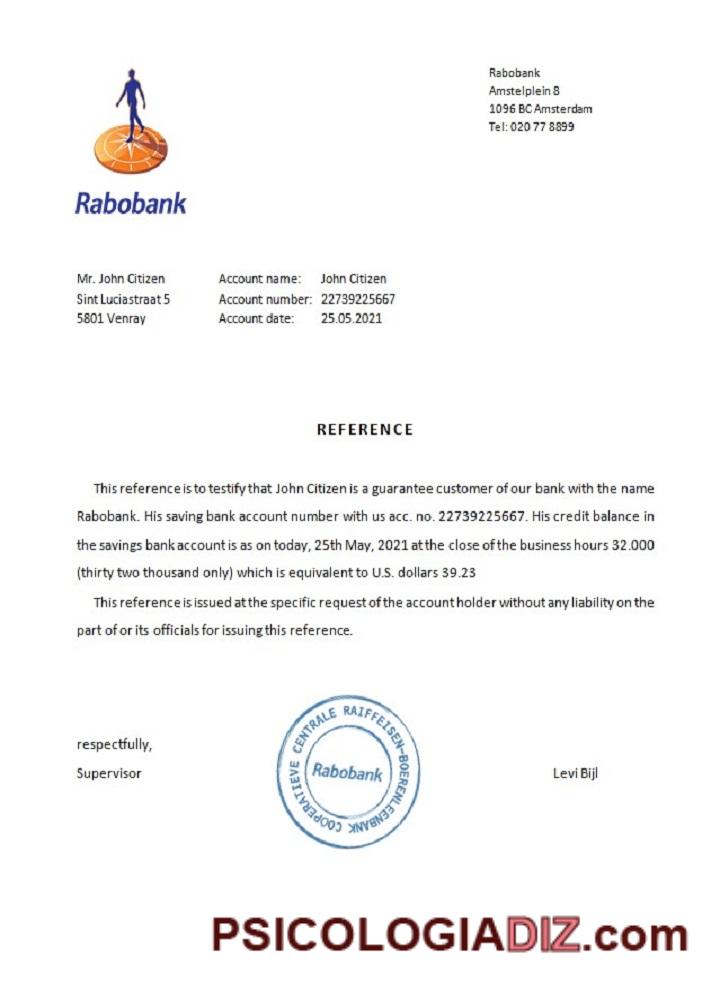 Rabobank
Amstelplein 8
1096 BC Amsterdam
Tel: 020 77 8899
Rabobank
Mr. John Citizen Account name: John Citizen
Sint Luciastraat 5 Account number: 22739225667
5801 Venray Account date: 25.05.2021
REFERENCE
This reference is to testify that John Citizen is a guarantee customer of our bank with the name
Rabobank. His saving bank account number with us acc. no. 22739225667. His credit balance in
the savings bank account is as on today, 25th May, 2021 at the close of the business hours 32.000
(thirty two thousand only) which is equivalent to U.S. dollars 39.23
This reference is issued at the specific request of the account holder without any liability on the
part of or its officials for issuing this reference.
respectfully,
Supervisor
COOPERATIEVE CENTRALE RAIFFEISEN-BOERENLEENBANK
Rabobank
Levi Bijl
PSICOLOGIADIZ.com